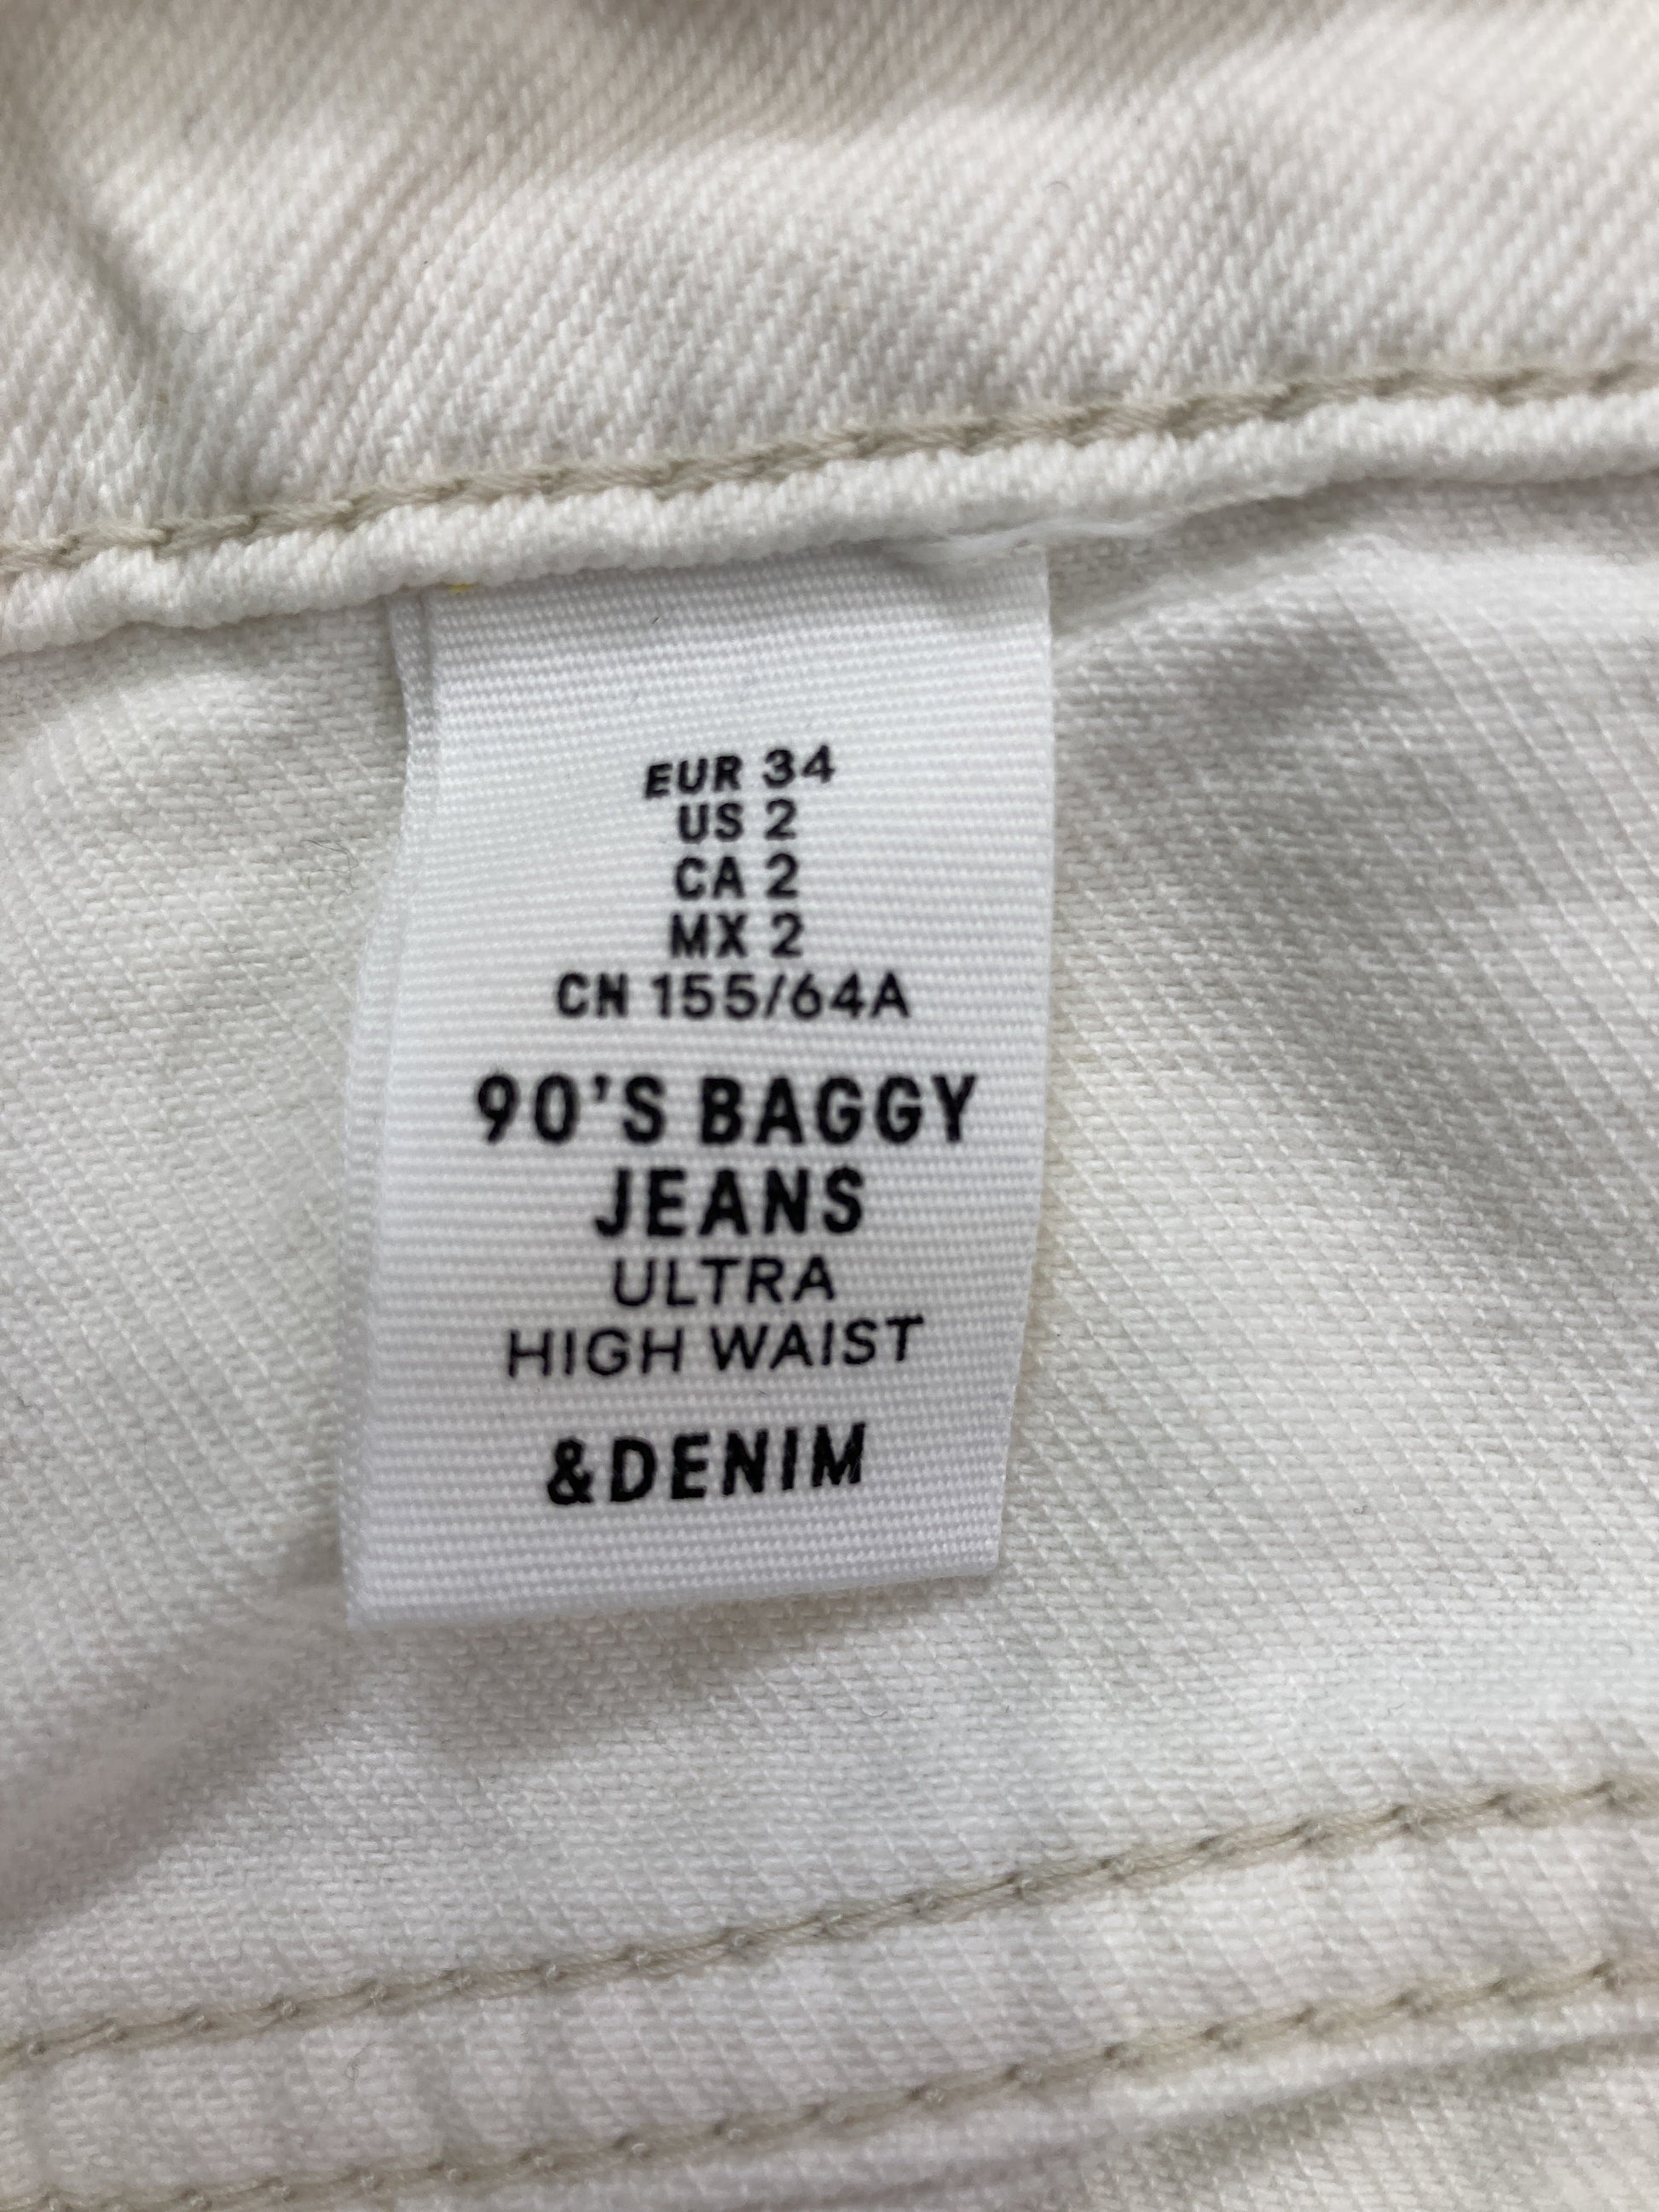 EUR 34
US 2
CA 2
MX 2
CN 155/64A
90'S BAGGY
JEANS
ULTRA
HIGH WAIST
&DENIM